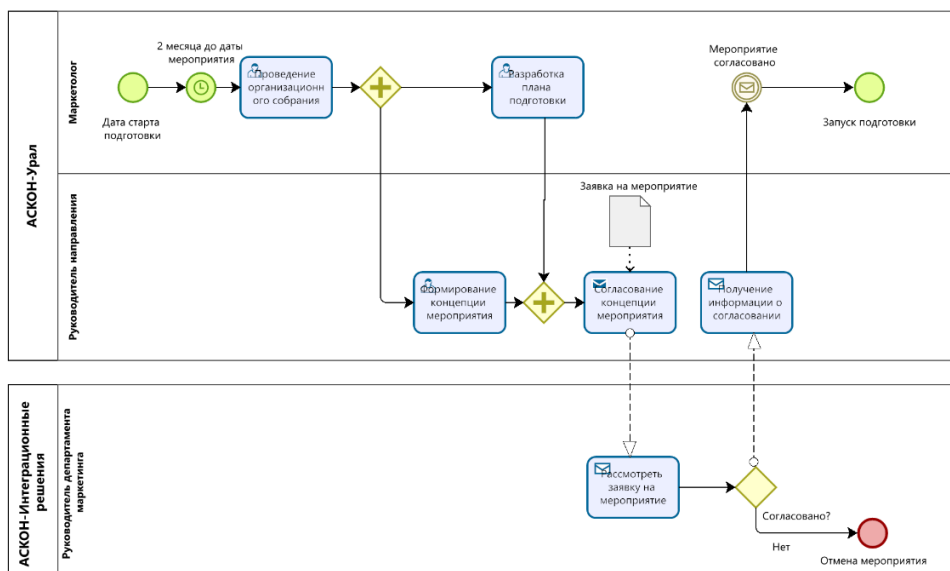 АСКОН-Урал
Маркетолог
Дата старта
подготовки
2 месяца до даты
мероприятия
Проведение
организационн
ого собрания
Разработка
плана
подготовки
Мероприятие
согласовано
Запуск подготовки
Руководитель направления
Формирование
концепции
мероприятия
Заявка на мероприятие
Согласование
концепции
мероприятия
Получение
информации о
согласовании
АСКОН-Интеграционные
решения
Руководитель департамента
маркетинга
Рассмотреть
заявку на
мероприятие
Согласовано?
Нет
Отмена мероприятия